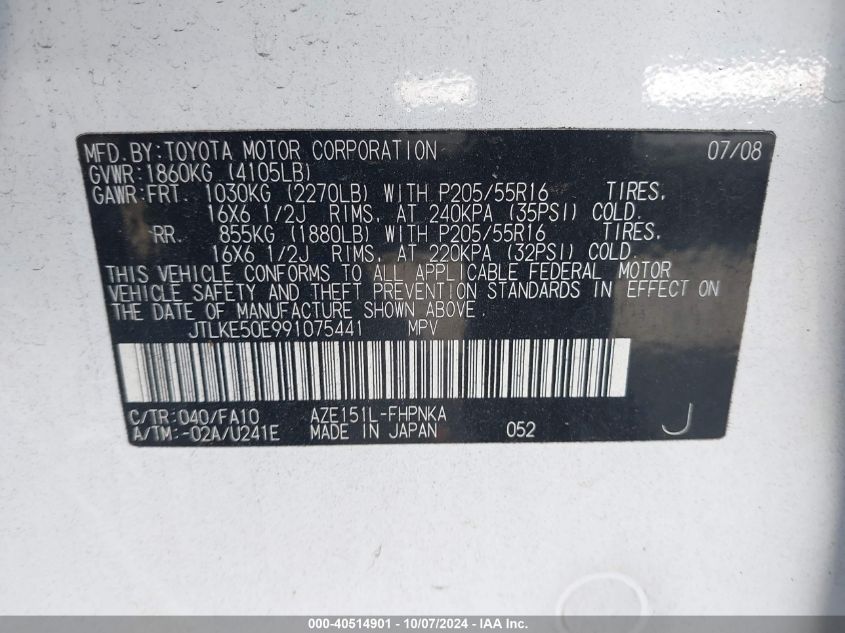 MFD.BY:TOYOTA MOTOR CORPORATION 07/08
GVWR:1860KG (4105LB)
GAWR:FRT. 1030KG (2270LB) WITH P205/55R16 TIRES,
16X6 1/2J RIMS, AT 240KPA (35PSI) COLD.
RR. 855KG (1880LB) WITH P205/55R16 TIRES,
16X6 1/2J RIMS, AT 220KPA (32PSI) COLD.
THIS VEHICLE CONFORMS TO ALL APPLICABLE FEDERAL MOTOR
VEHICLE SAFETY AND THEFT PREVENTION STANDARDS IN EFFECT ON
THE DATE OF MANUFACTURE SHOWN ABOVE.
JTLKE50E991075441 MPV
C/TR:040/FA10 AZE151L-FHPNKA
A/TM:-02A/U241E MADE IN JAPAN 052 J
000-40514901 - 10/07/2024 - IAA Inc.